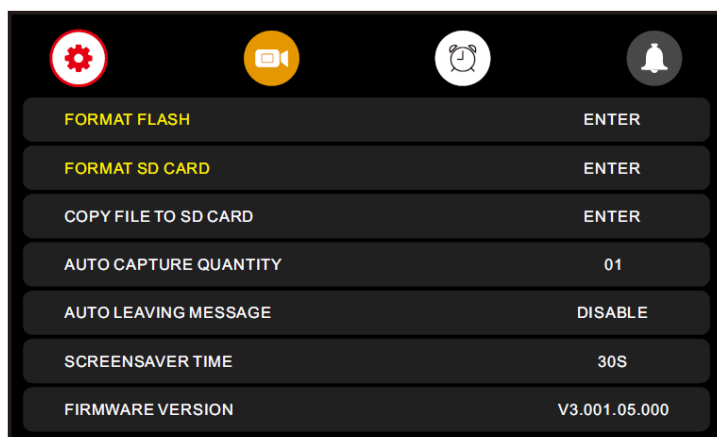 FORMAT FLASH ENTER
FORMAT SD CARD ENTER
COPY FILE TO SD CARD ENTER
AUTO CAPTURE QUANTITY 01
AUTO LEAVING MESSAGE DISABLE
SCREENSAVER TIME 30S
FIRMWARE VERSION V3.001.05.000